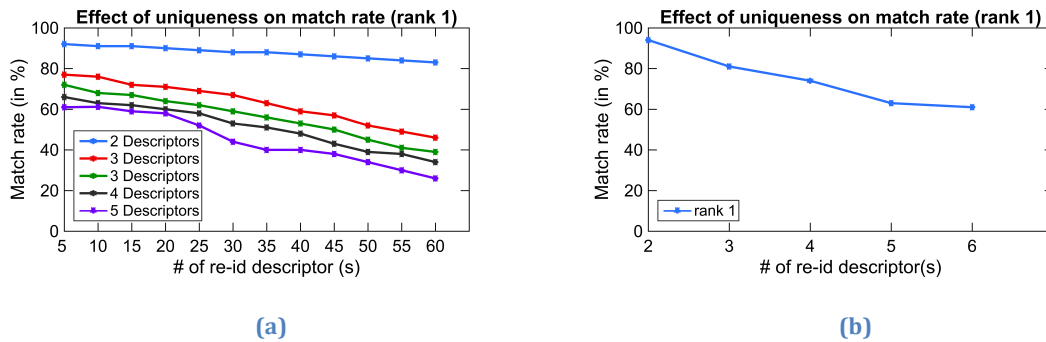 Effect of uniqueness on match rate (rank 1)
100
80
60
40
20
0
Match rate (in %)
2 Descriptors
3 Descriptors
3 Descriptors
4 Descriptors
5 Descriptors
5 10 15 20 25 30 35 40 45 50 55 60
# of re-id descriptor (s)
(a)
Effect of uniqueness on match rate (rank 1)
100
80
60
40
20
0
Match rate (in %)
rank 1
2 3 4 5 6
# of re-id descriptor(s)
(b)